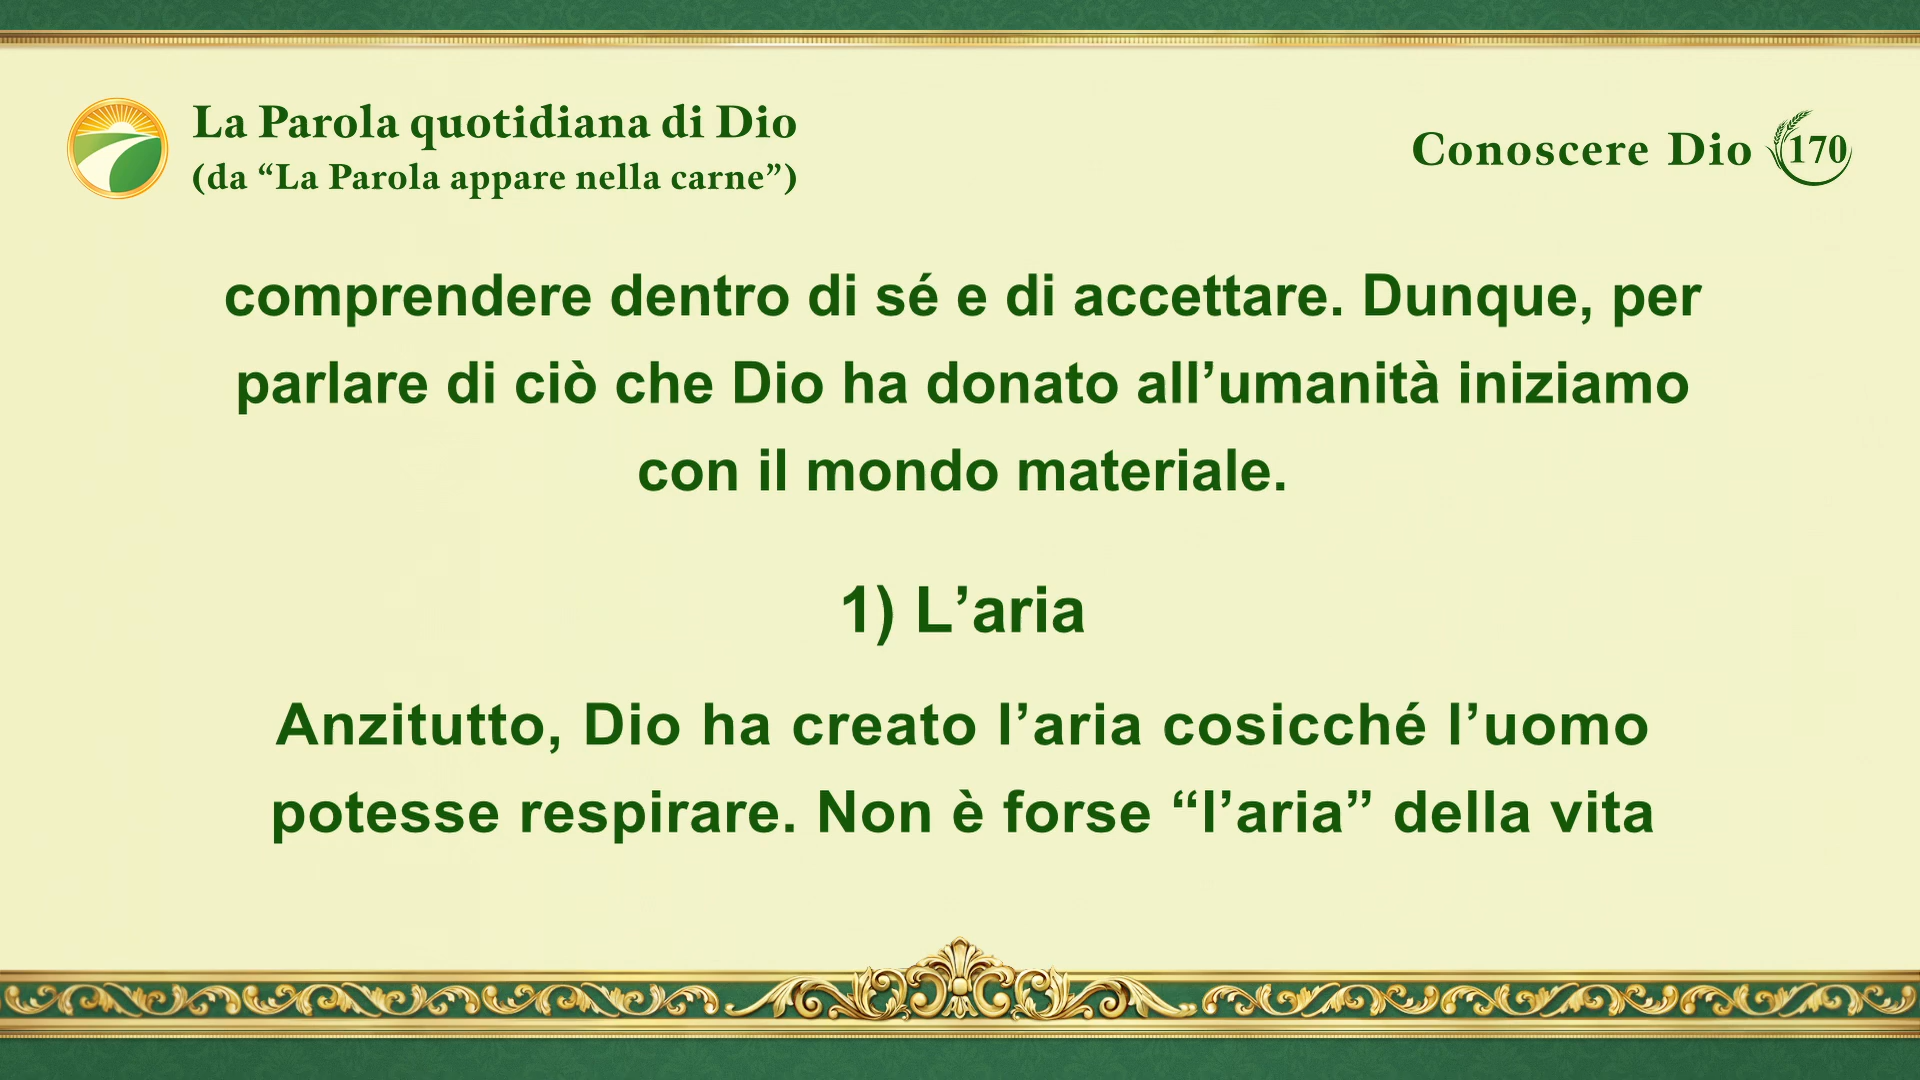 La Parola quotidiana di Dio
(da “La Parola appare nella carne”)
Conoscere Dio 170
comprendere dentro di sé e di accettare. Dunque, per
parlare di ciò che Dio ha donato all’umanità iniziamo
con il mondo materiale.
1) L’aria
Anzitutto, Dio ha creato l’aria cosicché l’uomo
potesse respirare. Non è forse “l’aria” della vita